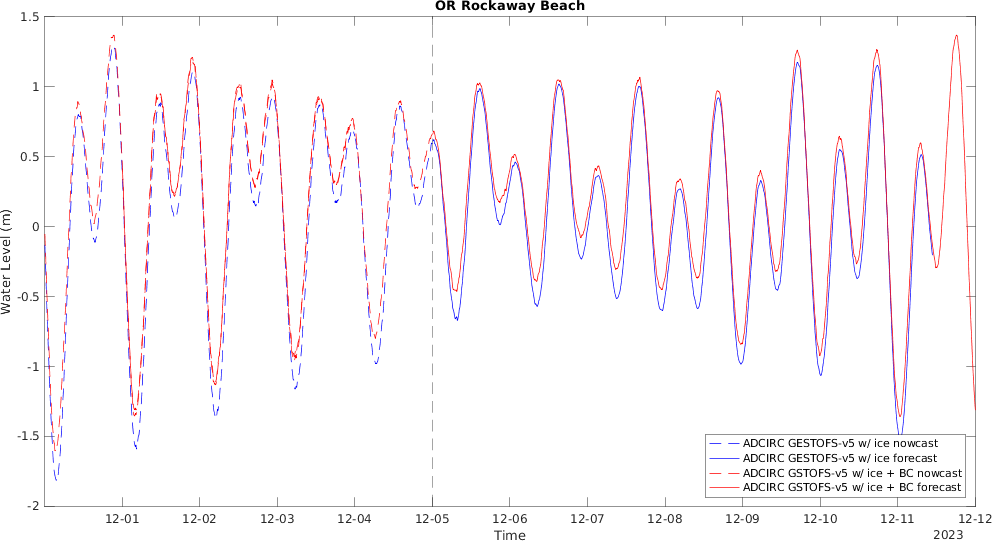 OR Rockaway Beach
1.5
1
0.5
0
-0.5
-1
-1.5
-2
Water Level (m)
12-01 12-02 12-03 12-04 12-05 12-06 12-07 12-08 12-09 12-10 12-11 12-12
Time
2023
ADCIRC GESTOFS-v5 w/ ice nowcast
ADCIRC GESTOFS-v5 w/ ice forecast
ADCIRC GSTOFS-v5 w/ ice + BC nowcast
ADCIRC GSTOFS-v5 w/ ice + BC forecast